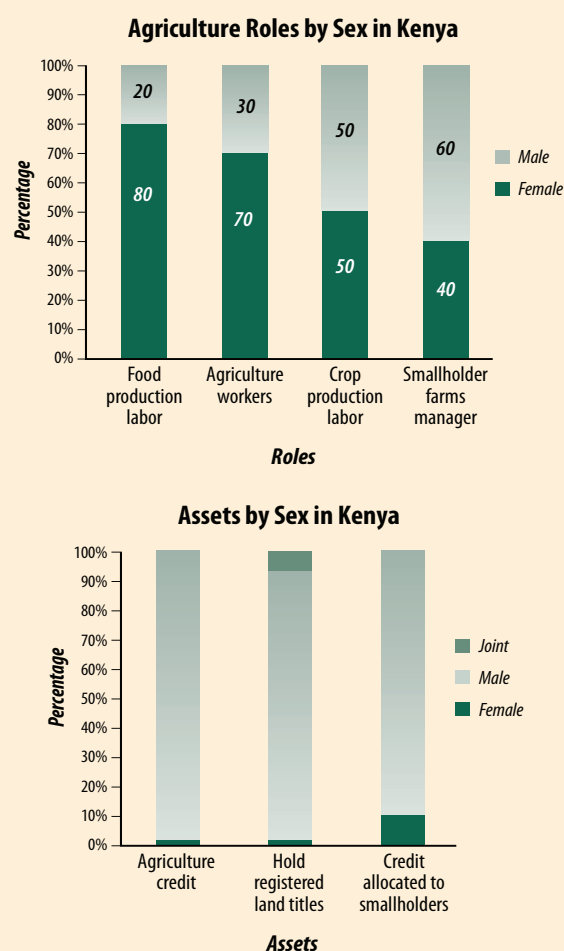 Agriculture Roles by Sex in Kenya
100%
90%
80%
70%
60%
50%
40%
30%
20%
10%
0%
Percentage
20
80
30
70
50
50
60
40
Male
Female
Food
production
labor
Agriculture
workers
Crop
production
labor
Smallholder
farms
manager
Roles
Assets by Sex in Kenya
100%
90%
80%
70%
60%
50%
40%
30%
20%
10%
0%
Percentage
Joint
Male
Female
Agriculture
credit
Hold
registered
land titles
Credit
allocated to
smallholders
Assets